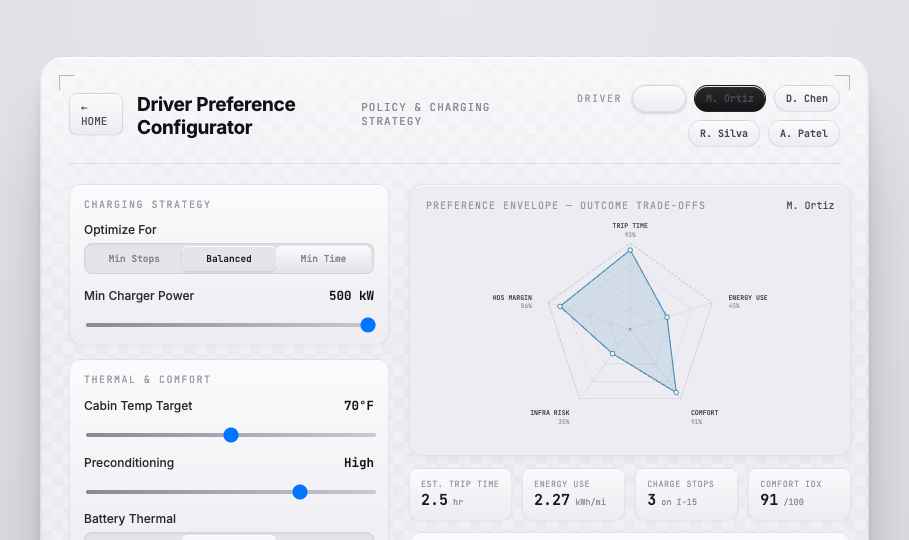 ←
HOME
Driver Preference
Configurator
POLICY & CHARGING
STRATEGY
DRIVER
M. Ortiz
D. Chen
R. Silva
A. Patel
CHARGING STRATEGY
Optimize For
Min Stops
Balanced
Min Time
Min Charger Power
500 kW
THERMAL & COMFORT
Cabin Temp Target
70°F
Preconditioning
High
Battery Thermal
PREFERENCE ENVELOPE — OUTCOME TRADE-OFFS
M. Ortiz
TRIP TIME
ENERGY USE
COMFORT
91%
INFRA RISK
HOS MARGIN
EST. TRIP TIME
2.5 hr
ENERGY USE
2.27 kWh/mi
CHARGE STOPS
3 on I-15
COMFORT IDX
91 /100